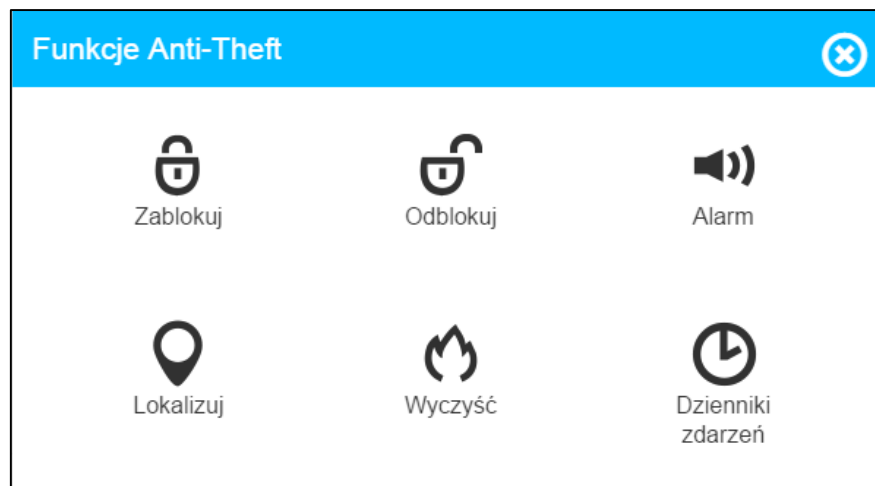 Funkcje Anti-Theft
Zablokuj
Odblokuj
Alarm
Lokalizuj
Wyczyść
Dzienniki
zdarzeń